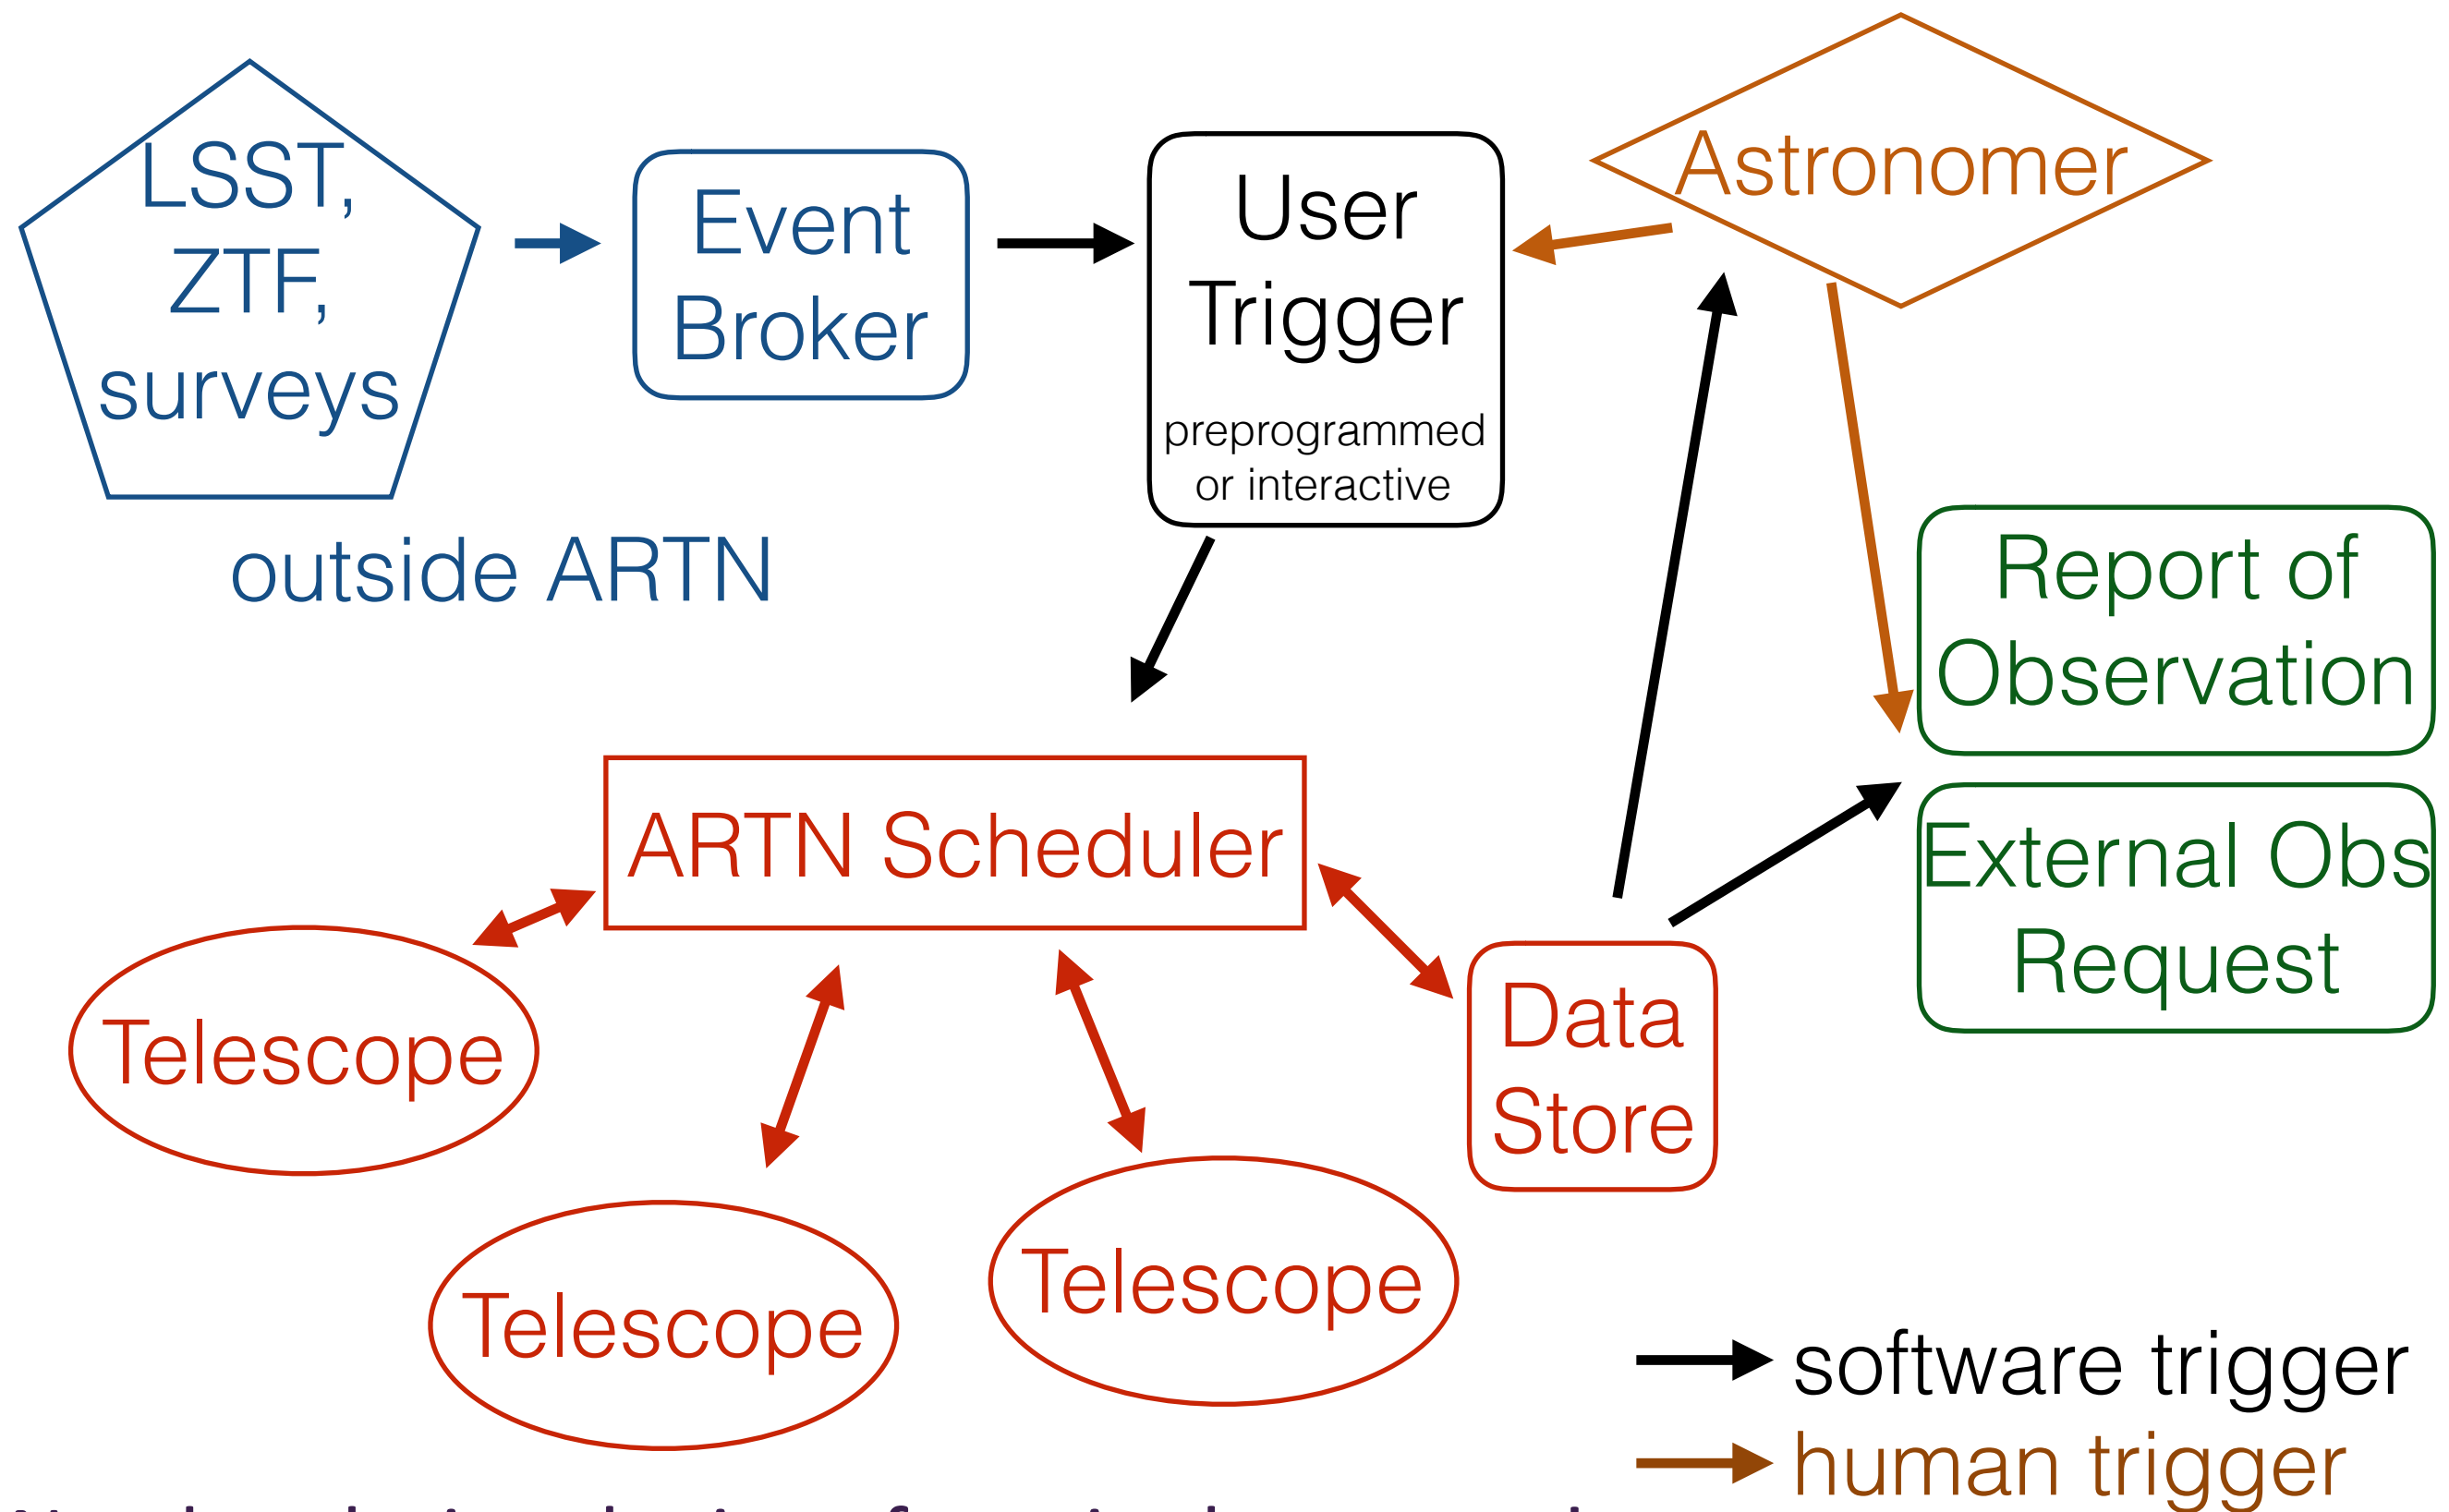 LSST,
ZTF,
surveys
Event
Broker
User
Trigger
preprogrammed
or interactive
Astronomer
outside ARTN
Report of
Observation
External Obs
Request
ARTN Scheduler
Data
Store
Telescope
Telescope
Telescope
software trigger
human trigger